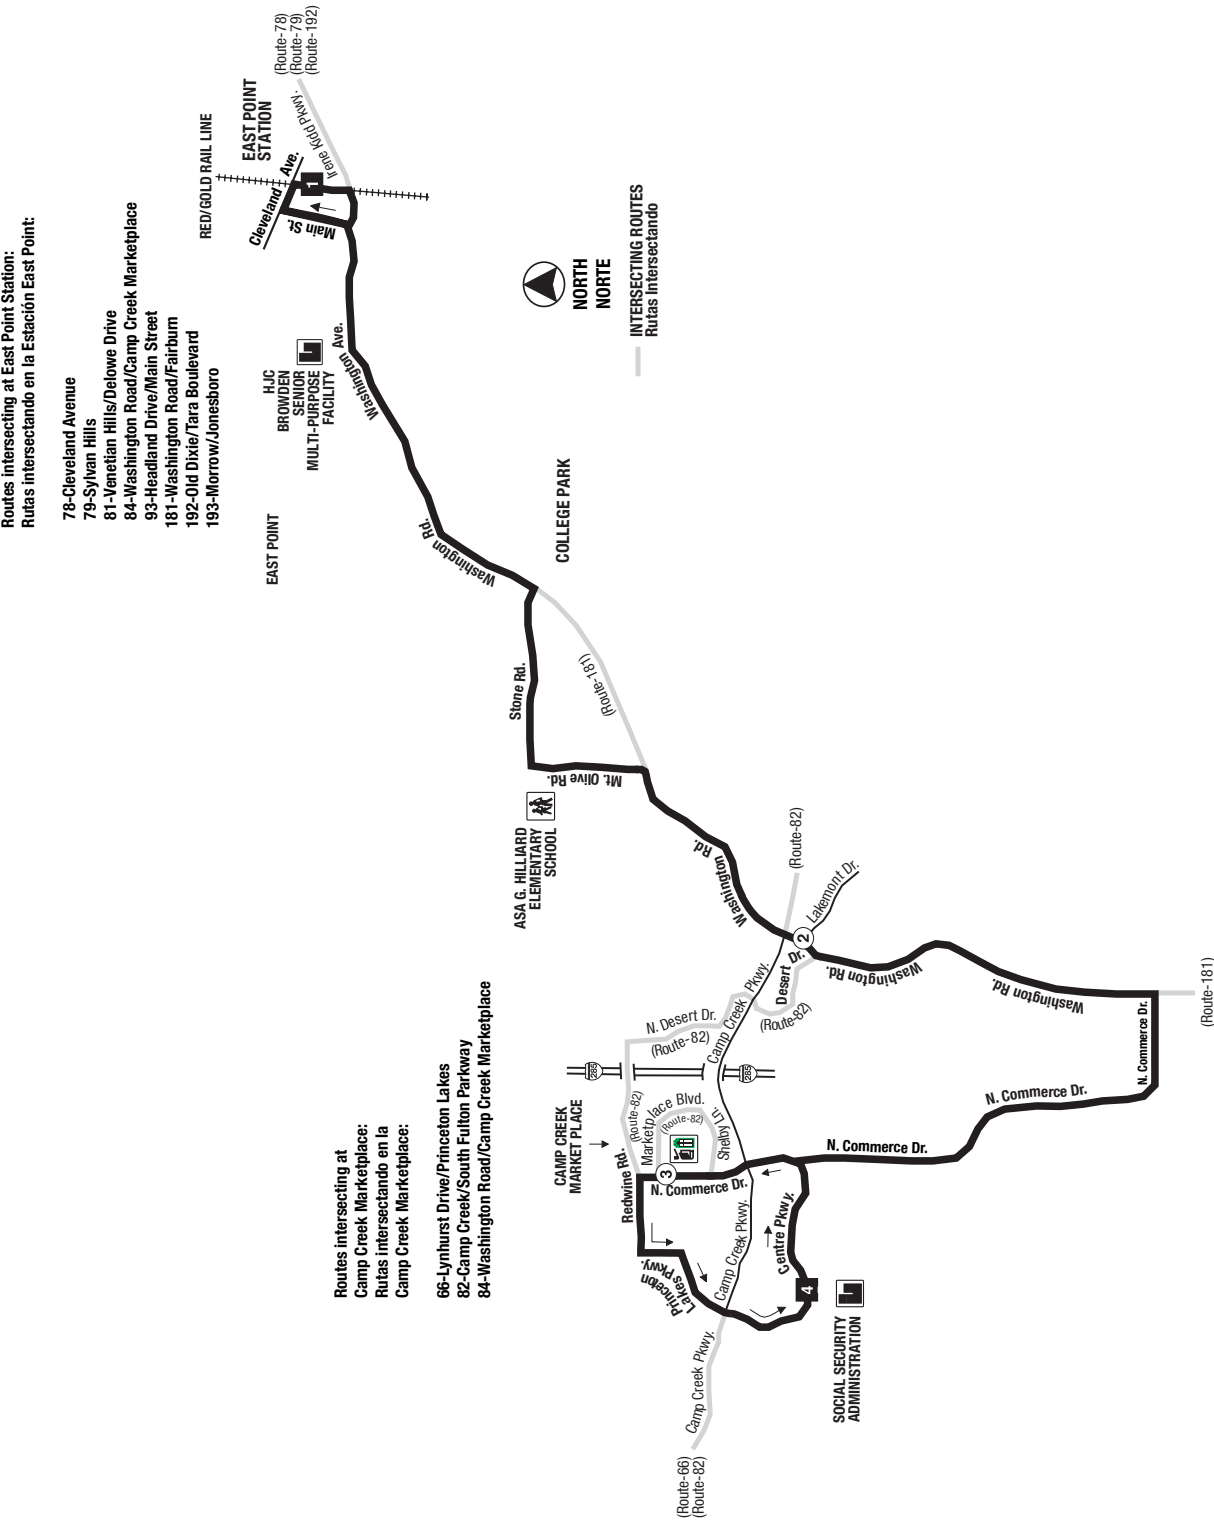 Routes intersecting at East Point Station:
Rutas intersectando en la Estación East Point:
78-Cleveland Avenue
79-Sylvan Hills
81-Venetian Hills/Delowe Drive
84-Washington Road/Camp Creek Marketplace
93-Headland Drive/Main Street
181-Washington Road/Fairburn
192-Old Dixie/Tara Boulevard
193-Morrow/Jonesboro
RED/GOLD RAIL LINE
EAST POINT
STATION
(Route-78)
(Route-79)
(Route-192)
Irene Kidd Pkwy.
Cleveland Ave.
1
Main St.
HJC
BROWDEN
SENIOR
MULTI-PURPOSE
FACILITY
Washington Ave.
EAST POINT
Washington Rd.
COLLEGE PARK
NORTH
NORTE
INTERSECTING ROUTES
Rutas Intersectando
Stone Rd.
(Route-181)
Mt. Olive Rd.
ASA G. HILLIARD
ELEMENTARY
SCHOOL
Washington Rd.
(Route-82)
Lakemont Dr.
2
Desert Dr.
(Route-82)
Camp Creek Pkwy.
N. Desert Dr.
(Route-82)
285
285
Washington Rd.
Washington Rd.
(Route-181)
N. Commerce Dr.
N. Commerce Dr.
N. Commerce Dr.
Routes intersecting at
Camp Creek Marketplace:
Rutas intersectando en la
Camp Creek Marketplace:
66-Lynhurst Drive/Princeton Lakes
82-Camp Creek/South Fulton Parkway
84-Washington Road/Camp Creek Marketplace
CAMP CREEK
MARKET PLACE
(Route-82)
Marketplace Blvd.
(Route-82)
Shelby Ln.
Redwine Rd.
3
N. Commerce Dr.
Princeton
Lakes Pkwy.
Camp Creek Pkwy.
Centre Pkwy.
4
SOCIAL SECURITY
ADMINISTRATION
Camp Creek Pkwy.
(Route-66)
(Route-82)